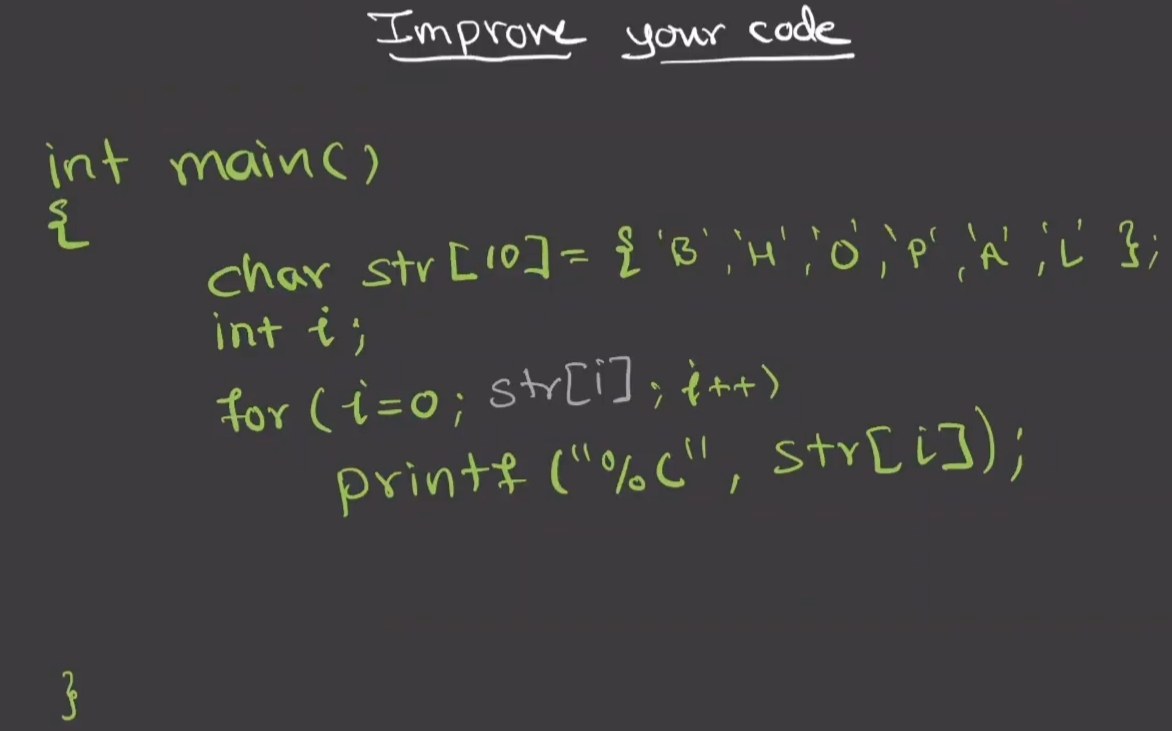 Improve your code
int main()
{
char str[10]= { 'B','H','O','P','A','L' };
int i;
for(i=0; str[i]; i++)
printf ("%c", str[i]);
}